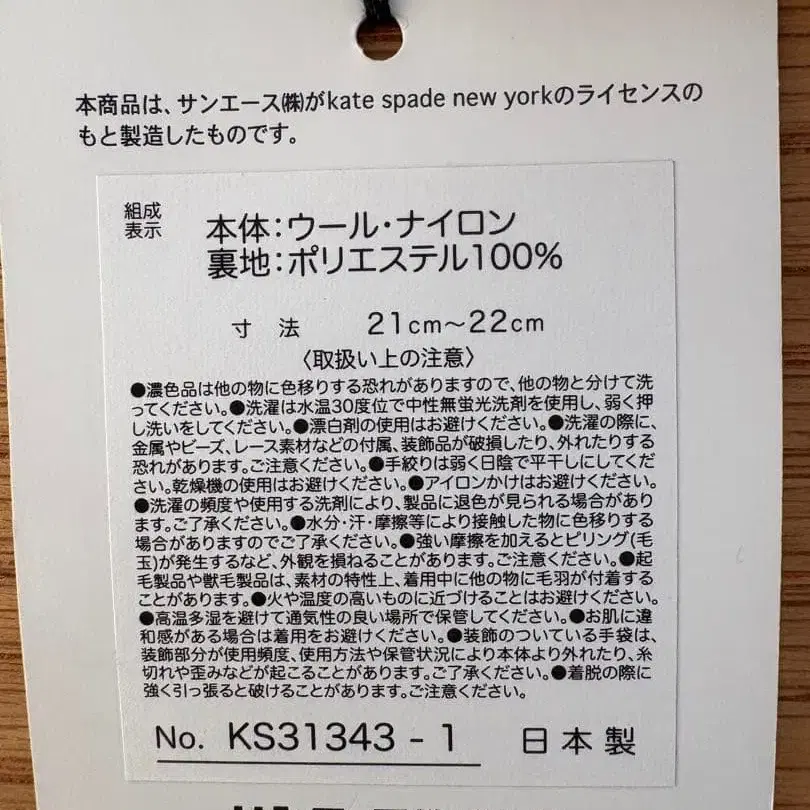 本商品は、サンエース㈱がkate spade new yorkのライセンスの
もと製造したものです。
組成
表示
本体：ウール・ナイロン
裏地：ポリエステル100%
寸 法 21cm～22cm
〈取扱い上の注意〉
●濃色品は他の物に色移りする恐れがありますので、他の物と分けて洗
ってください。●洗濯は水温30度位で中性無蛍光洗剤を使用し、弱く押
し洗いをしてください。●漂白剤の使用はお避けください。●洗濯の際に、
金属やビーズ、レース素材などの付属、装飾品が破損したり、外れたりする
恐れがあります。ご注意ください。●手絞りは弱く日陰で平干しにしてくだ
さい。乾燥機の使用はお避けください。●アイロンかけはお避けください。
●洗濯の頻度や使用する洗剤により、製品に退色が見られる場合があり
ます。ご了承ください。●水分・汗・摩擦等により接触した物に色移りする
場合がありますのでご了承ください。●強い摩擦を加えるとピリング(毛
玉)が発生するなど、外観を損ねることがあります。ご注意ください。●起
毛製品や獣毛製品は、素材の特性上、着用中に他の物に毛羽が付着する
ことがあります。●火や温度の高いものに近づけることはお避けください。
●高温多湿を避けて通気性の良い場所で保管してください。●お肌に違
和感がある場合は着用をお避けください。●装飾のついている手袋は、
装飾部分が使用頻度、使用方法や保管状況により本体より外れたり、糸
切れや歪みなどが起こることがあります。ご了承ください。●着脱の際に
強く引っ張ると破けることがあります。ご注意ください。
No. KS31343 - 1 日本製